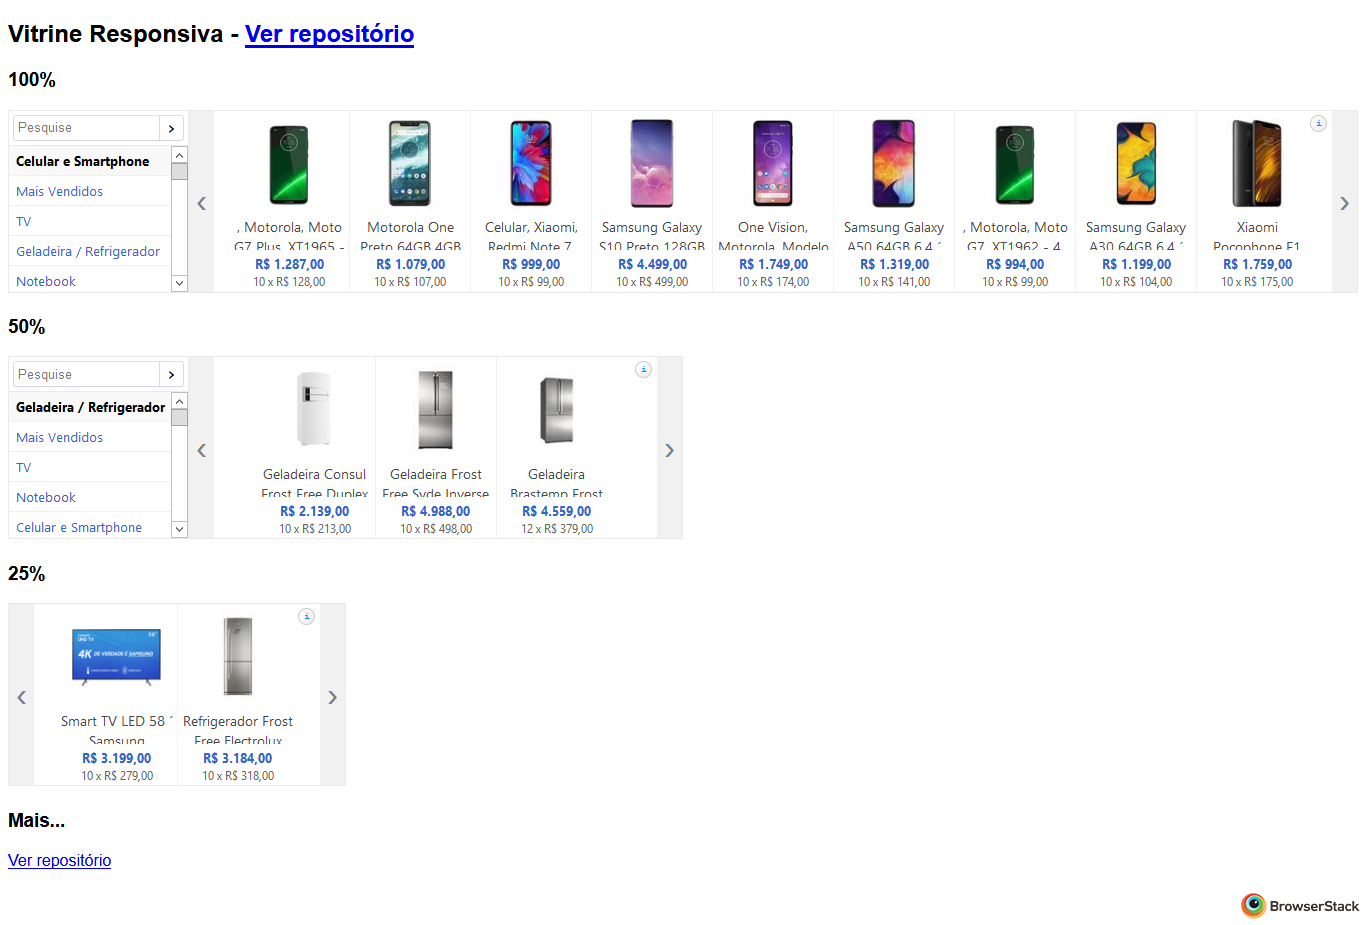 Vitrine Responsiva - Ver repositório
100%
Pesquise
Celular e Smartphone
Mais Vendidos
TV
Geladeira / Refrigerador
Notebook
, Motorola, Moto
G7 Plus, XT1965 -
R$ 1.287,00
10 x R$ 128,00
Motorola One
Preto 64GB 4GB
R$ 1.079,00
10 x R$ 107,00
Celular, Xiaomi,
Redmi Note 7
R$ 999,00
10 x R$ 99,00
Samsung Galaxy
S10 Preto 128GB
R$ 4.499,00
10 x R$ 499,00
One Vision,
Motorola, Modelo
R$ 1.749,00
10 x R$ 174,00
Samsung Galaxy
A50 64GB 6.4 ´
R$ 1.319,00
10 x R$ 141,00
, Motorola, Moto
G7, XT1962 - 4
R$ 994,00
10 x R$ 99,00
Samsung Galaxy
A30 64GB 6.4 ´
R$ 1.199,00
10 x R$ 104,00
Xiaomi
Pocophone F1
R$ 1.759,00
10 x R$ 175,00
50%
Pesquise
Geladeira / Refrigerador
Mais Vendidos
TV
Notebook
Celular e Smartphone
Geladeira Consul
Frost Free Duplex
R$ 2.139,00
10 x R$ 213,00
Geladeira Frost
Free Syde Inverse
R$ 4.988,00
10 x R$ 498,00
Geladeira
Brastemp Frost
R$ 4.559,00
12 x R$ 379,00
25%
UHD TV
58"
4K DE VERDADE É SAMSUNG
Smart TV LED 58 ´
Samsung
R$ 3.199,00
10 x R$ 279,00
Refrigerador Frost
Free Electrolux
R$ 3.184,00
10 x R$ 318,00
Mais...
Ver repositório
BrowserStack